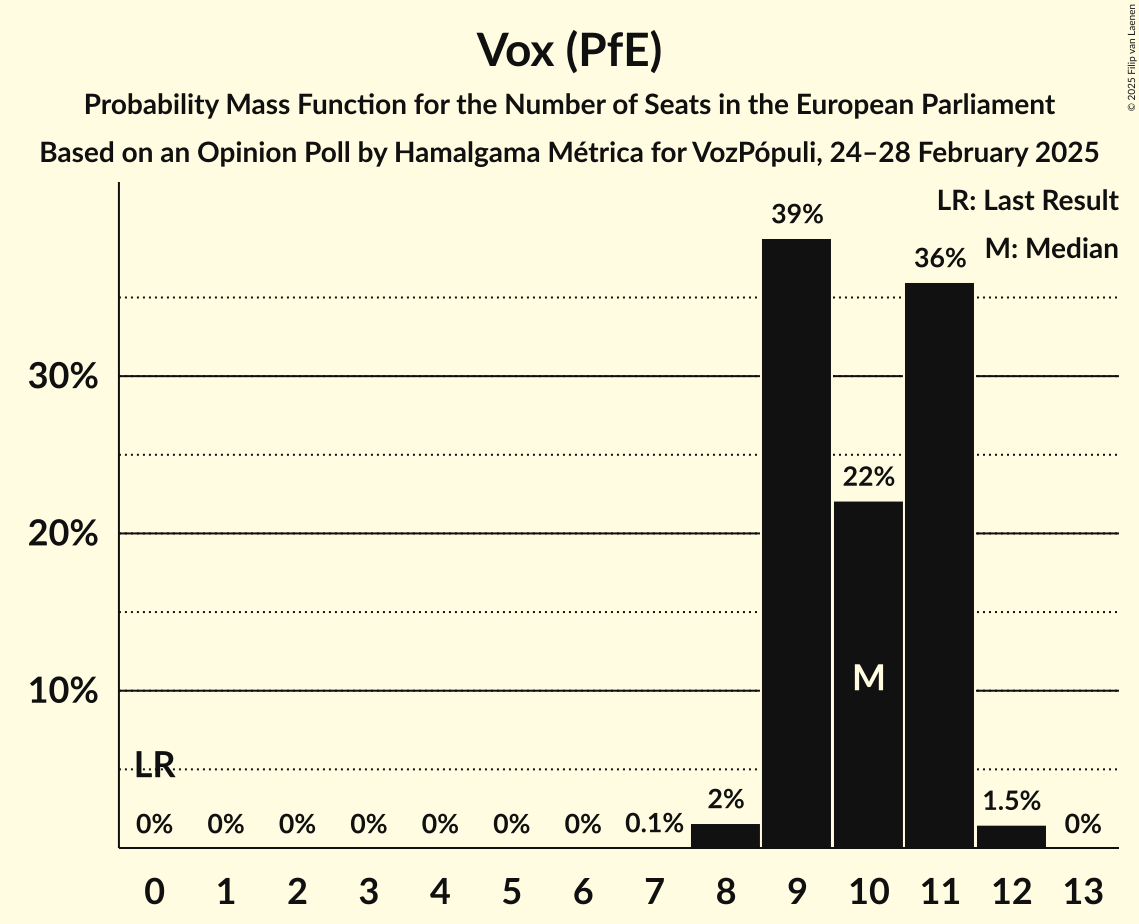 Vox (PfE)
Probability Mass Function for the Number of Seats in the European Parliament
Based on an Opinion Poll by Hamalgama Métrica for VozPópuli, 24–28 February 2025
© 2025 Filip van Laenen
LR: Last Result
M: Median
39%
36%
30%
22%
20%
M
10%
LR
2%
1.5%
0% 0% 0% 0% 0% 0% 0% 0.1% 0%
0 1 2 3 4 5 6 7 8 9 10 11 12 13